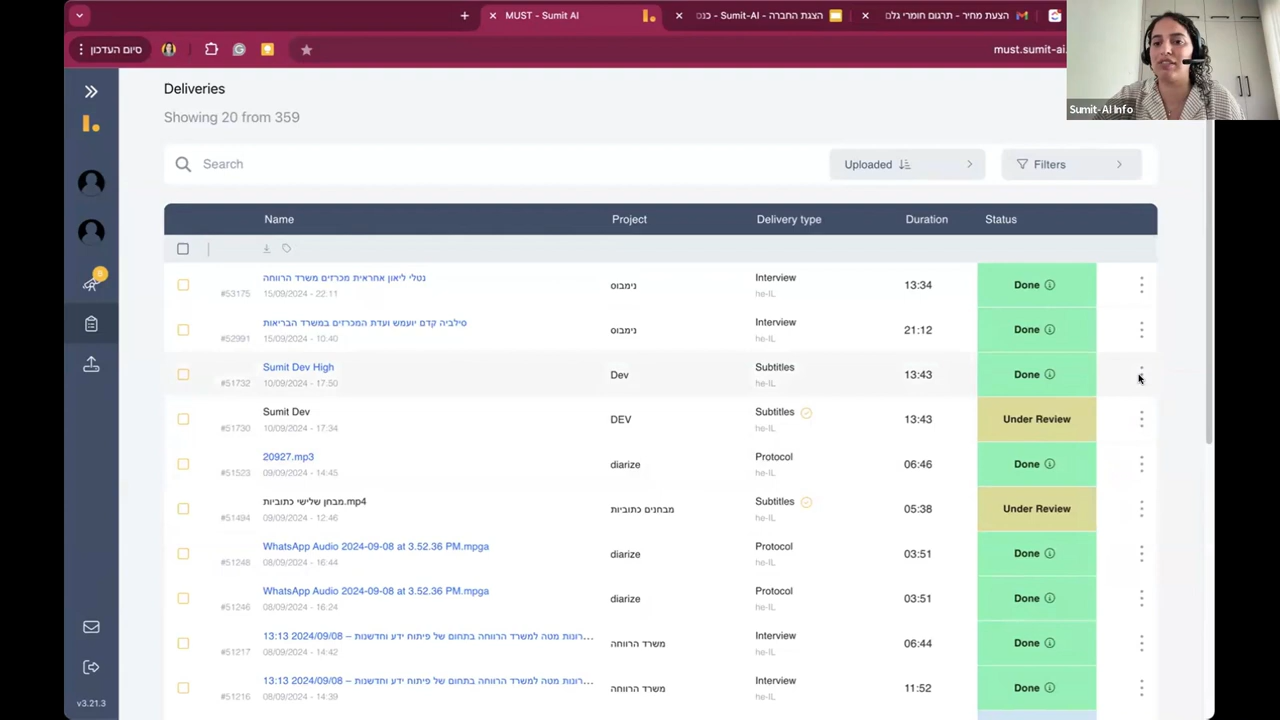 MUST - Sumit AI
הצגת החברה - Sumit-AI - כנס
הצעת מחיר - תרגום חומרי גלם
סיום העדכון
must.sumit-ai.
Sumit-AI Info
Deliveries
Showing 20 from 359
Search
Uploaded
Filters
Name Project Delivery type Duration Status
נטלי ליאון אחראית מכרזים משרד הרווחה
#53175 15/09/2024 - 22:11
נימבוס
Interview
he-IL
13:34
Done
סילביה קדם יועמש ועדת המכרזים במשרד הבריאות
#52991 15/09/2024 - 10:40
נימבוס
Interview
he-IL
21:12
Done
Sumit Dev High
#51732 10/09/2024 - 17:50
Dev
Subtitles
he-IL
13:43
Done
Sumit Dev
#51730 10/09/2024 - 17:34
DEV
Subtitles
he-IL
13:43
Under Review
20927.mp3
#51523 09/09/2024 - 14:45
diarize
Protocol
he-IL
06:46
Done
מבחן שלישי כתוביות.mp4
#51494 09/09/2024 - 12:46
מבחנים כתוביות
Subtitles
he-IL
05:38
Under Review
WhatsApp Audio 2024-09-08 at 3.52.36 PM.mpga
#51248 08/09/2024 - 16:44
diarize
Protocol
he-IL
03:51
Done
WhatsApp Audio 2024-09-08 at 3.52.36 PM.mpga
#51246 08/09/2024 - 16:24
diarize
Protocol
he-IL
03:51
Done
13:13 2024/09/08 – רונות מטה למשרד הרווחה בתחום של פיתוח ידע וחדשנות...
#51217 08/09/2024 - 14:42
משרד הרווחה
Interview
he-IL
06:44
Done
13:13 2024/09/08 – רונות מטה למשרד הרווחה בתחום של פיתוח ידע וחדשנות...
#51216 08/09/2024 - 14:39
משרד הרווחה
Interview
he-IL
11:52
Done
v3.21.3